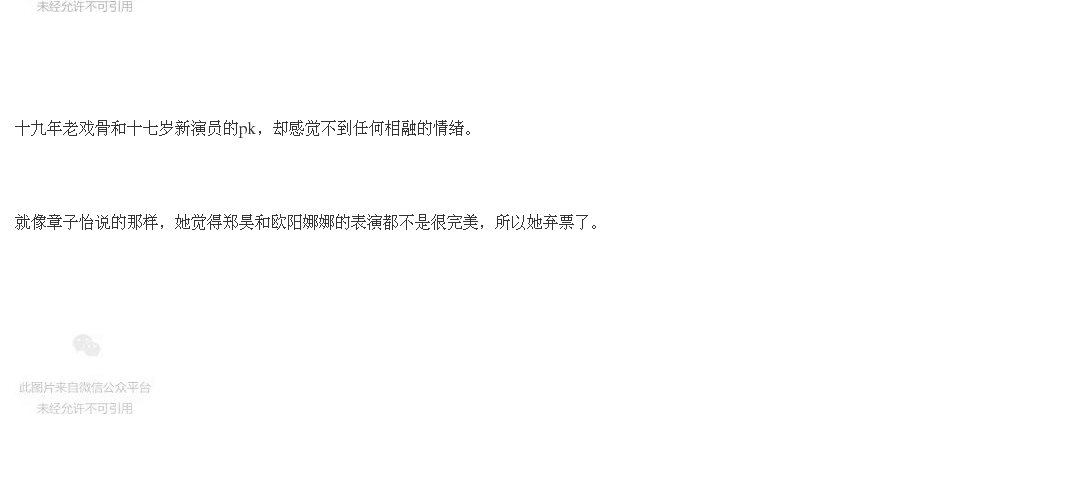 未经允许不可引用
十九年老戏骨和十七岁新演员的pk，却感觉不到任何相融的情绪。
就像章子怡说的那样，她觉得郑昊和欧阳娜娜的表演都不是很完美，所以她弃票了。
此图片来自微信公众平台
未经允许不可引用